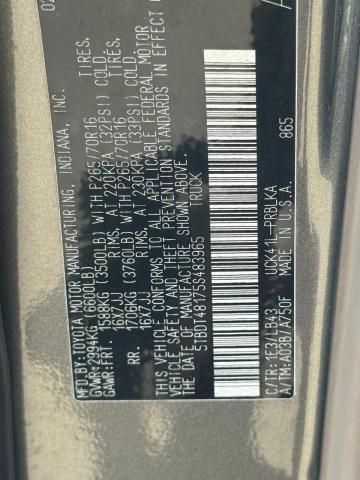 02
MFD.BY:TOYOTA MOTOR MANUFACTURING, INDIANA, INC.
GVWR:2994KG(6600LB)
GAWR:FRT. 1588KG (3500LB) WITH P265/70R16 TIRES,
16X7JJ RIMS, AT 220KPA (32PSI) COLD.
RR. 1706KG (3760LB) WITH P265/70R16 TIRES,
16X7JJ RIMS, AT 230KPA (33PSI) COLD.
THIS VEHICLE CONFORMS TO ALL APPLICABLE FEDERAL MOTOR
VEHICLE SAFETY AND THEFT PREVENTION STANDARDS IN EFFECT
ON THE DATE OF MANUFACTURE SHOWN ABOVE.
5TBDT48175S483965 TRUCK
C/TR:1E3/LB43 UCK41L-PRBLKA
A/TM:A03B/A750F U.S.A. 865